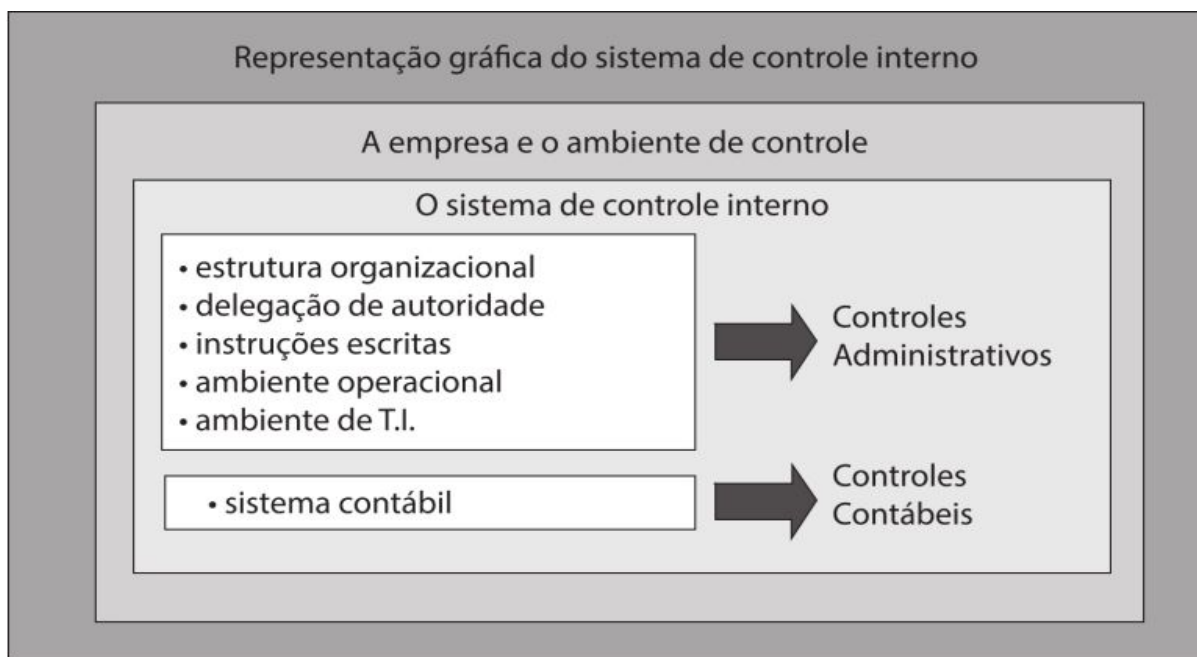 Representação gráfica do sistema de controle interno
A empresa e o ambiente de controle
O sistema de controle interno
• estrutura organizacional
• delegação de autoridade
• instruções escritas
• ambiente operacional
• ambiente de T.I.
Controles
Administrativos
• sistema contábil
Controles
Contábeis